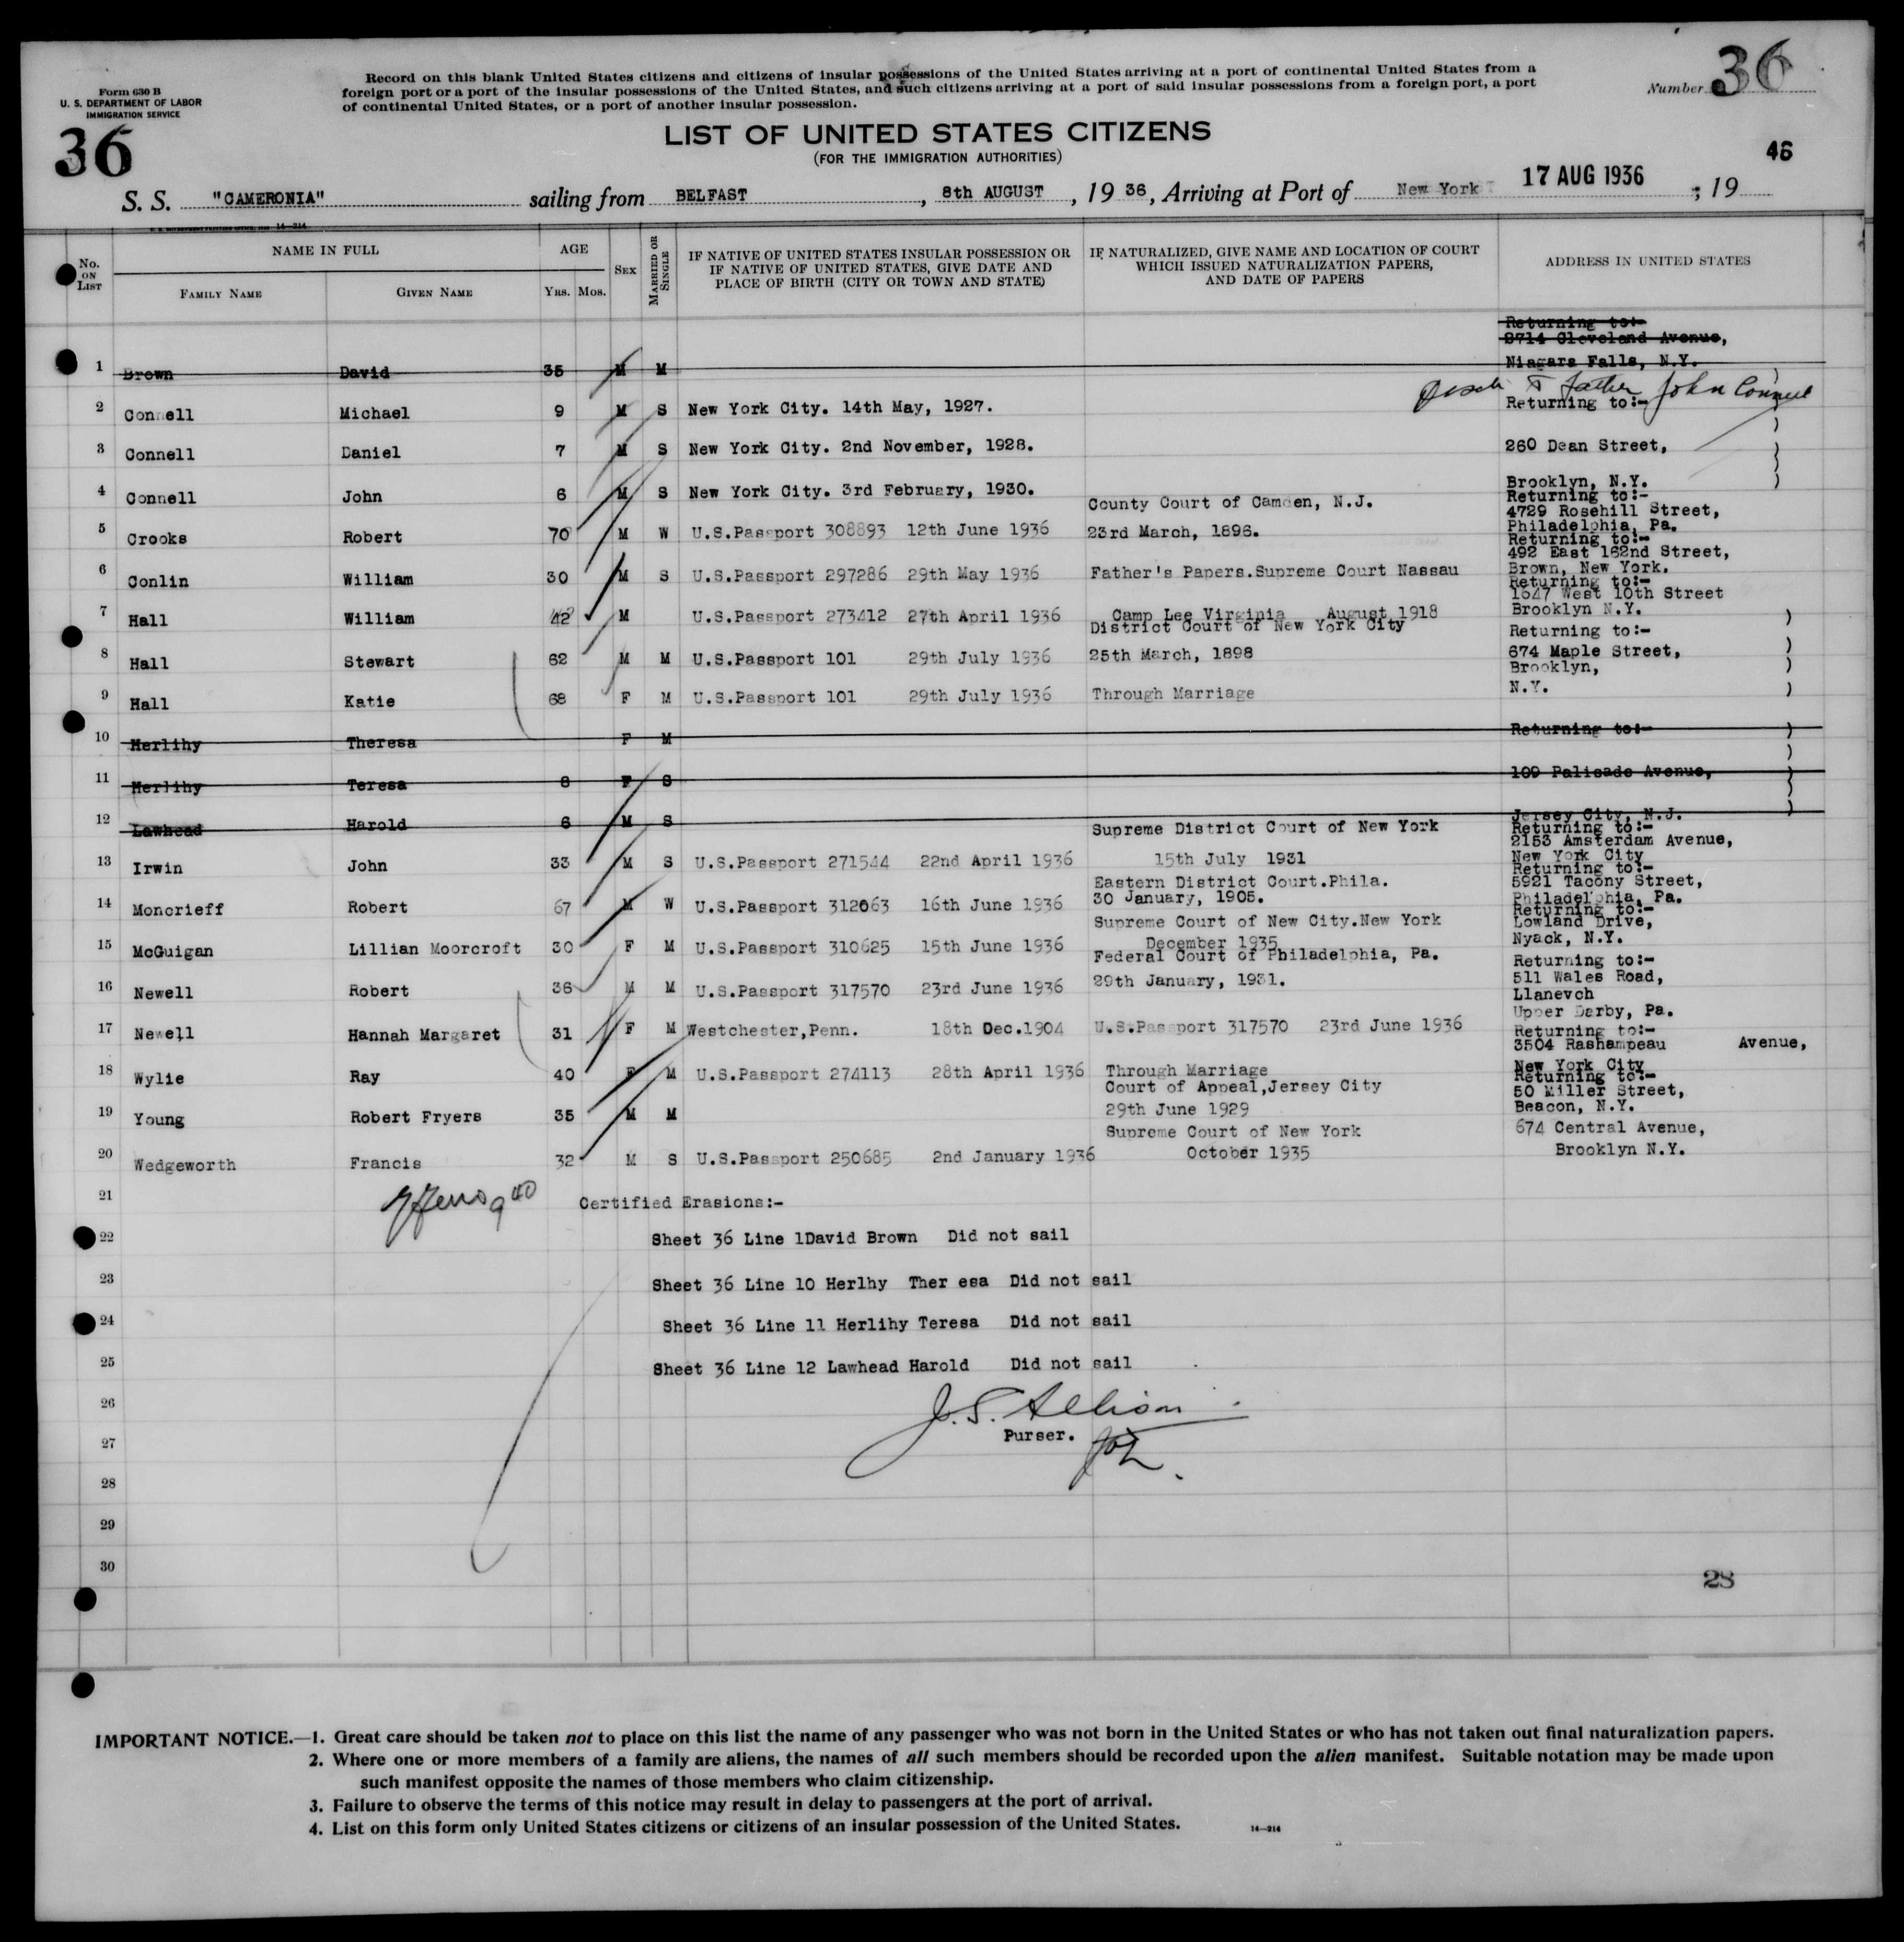 Form 630 B
U. S. DEPARTMENT OF LABOR
IMMIGRATION SERVICE
36
Record on this blank United States citizens and citizens of insular possessions of the United States arriving at a port of continental United States from a
foreign port or a port of the insular possessions of the United States, and such citizens arriving at a port of said insular possessions from a foreign port, a port
of continental United States, or a port of another insular possession.
Number 36
LIST OF UNITED STATES CITIZENS
(FOR THE IMMIGRATION AUTHORITIES)
46
S. S. "CAMERONIA" sailing from BELFAST, 8th AUGUST, 19 36, Arriving at Port of New York 17 AUG 1936 ; 19
14-214
No. ON LIST
NAME IN FULL
FAMILY NAME
GIVEN NAME
AGE
YRS. MOS.
SEX
MARRIED OR SINGLE
IF NATIVE OF UNITED STATES INSULAR POSSESSION OR
IF NATIVE OF UNITED STATES, GIVE DATE AND
PLACE OF BIRTH (CITY OR TOWN AND STATE)
IF NATURALIZED, GIVE NAME AND LOCATION OF COURT
WHICH ISSUED NATURALIZATION PAPERS,
AND DATE OF PAPERS
ADDRESS IN UNITED STATES
Returning to:-
8714 Cleveland Avenue,
1 Brown David 35 M M Niagara Falls, N.Y.
to father John Connell
2 Connell Michael 9 M S New York City. 14th May, 1927. Returning to:-
3 Connell Daniel 7 M S New York City. 2nd November, 1928. 260 Dean Street,
4 Connell John 6 M S New York City. 3rd February, 1930. Brooklyn, N.Y.
County Court of Camden, N.J. Returning to:-
4729 Rosehill Street,
5 Crooks Robert 70 M W U.S.Passport 308893 12th June 1936 23rd March, 1896. Philadelphia, Pa.
Returning to:-
492 East 162nd Street,
6 Conlin William 30 M S U.S.Passport 297286 29th May 1936 Father's Papers.Supreme Court Nassau Brown, New York.
Returning to:-
1647 West 10th Street
7 Hall William 42 M U.S.Passport 273412 27th April 1936 Camp Lee Virginia August 1918 Brooklyn N.Y.
District Court of New York City Returning to:-
8 Hall Stewart 62 M M U.S.Passport 101 29th July 1936 25th March, 1898 674 Maple Street,
Brooklyn,
9 Hall Katie 68 F M U.S.Passport 101 29th July 1936 Through Marriage N.Y.
10 Herlihy Theresa F M Returning to:-
11 Herlihy Teresa 8 F S 109 Palisade Avenue,
12 Lawhead Harold 6 M S Jersey City, N.J.
Supreme District Court of New York Returning to:-
2153 Amsterdam Avenue,
13 Irwin John 33 M S U.S.Passport 271544 22nd April 1936 15th July 1931 New York City
Returning to:-
Eastern District Court.Phila. 5921 Tacony Street,
14 Moncrieff Robert 67 M W U.S.Passport 312063 16th June 1936 30 January, 1905. Philadelphia, Pa.
Returning to:-
Supreme Court of New City.New York Lowland Drive,
15 McGuigan Lillian Moorcroft 30 F M U.S.Passport 310625 15th June 1936 December 1935 Nyack, N.Y.
Federal Court of Philadelphia, Pa. Returning to:-
16 Newell Robert 36 M M U.S.Passport 317570 23rd June 1936 29th January, 1931. 511 Wales Road,
Llanevch
Upper Darby, Pa.
17 Newell Hannah Margaret 31 F M Westchester,Penn. 18th Dec.1904 U.S.Passport 317570 23rd June 1936 Returning to:-
3504 Rashampeau Avenue,
18 Wylie Ray 40 F M U.S.Passport 274113 28th April 1936 Through Marriage New York City
Returning to:-
Court of Appeal,Jersey City 50 Miller Street,
19 Young Robert Fryers 35 M M 29th June 1929 Beacon, N.Y.
Supreme Court of New York 674 Central Avenue,
20 Wedgeworth Francis 32 M S U.S.Passport 250685 2nd January 1936 October 1935 Brooklyn N.Y.
21 Certified Erasions:-
22 Sheet 36 Line 1David Brown Did not sail
23 Sheet 36 Line 10 Herlhy Ther esa Did not sail
24 Sheet 36 Line 11 Herlihy Teresa Did not sail
25 Sheet 36 Line 12 Lawhead Harold Did not sail
26 J.S. Allison
27 Purser.
28
29
30
28
IMPORTANT NOTICE.—1. Great care should be taken not to place on this list the name of any passenger who was not born in the United States or who has not taken out final naturalization papers.
2. Where one or more members of a family are aliens, the names of all such members should be recorded upon the alien manifest. Suitable notation may be made upon
such manifest opposite the names of those members who claim citizenship.
3. Failure to observe the terms of this notice may result in delay to passengers at the port of arrival.
4. List on this form only United States citizens or citizens of an insular possession of the United States.
14-214